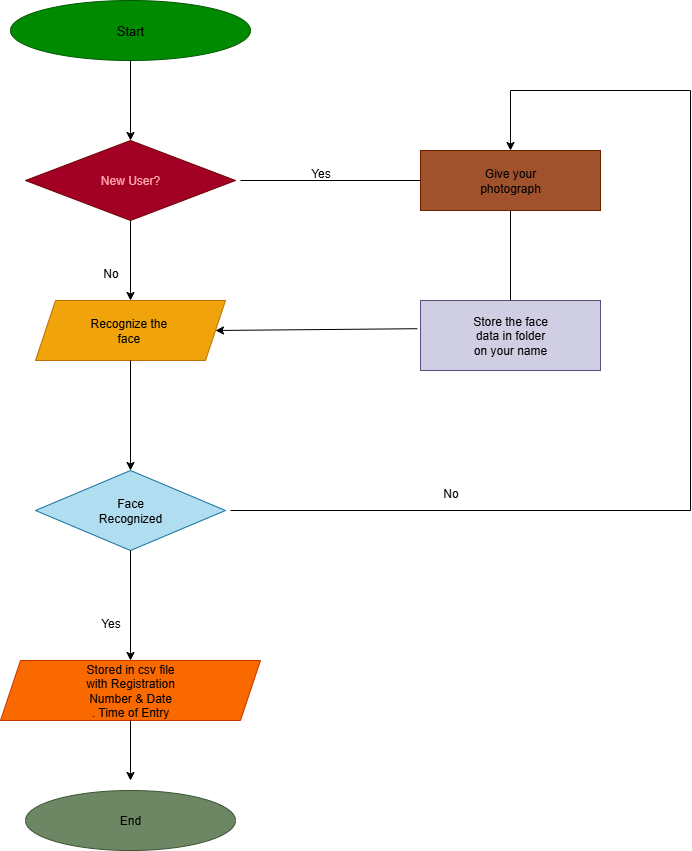 Start
New User?
Yes
Give your
photograph
No
Recognize the
face
Store the face
data in folder
on your name
Face
Recognized
No
Yes
Stored in csv file
with Registration
Number & Date
. Time of Entry
End